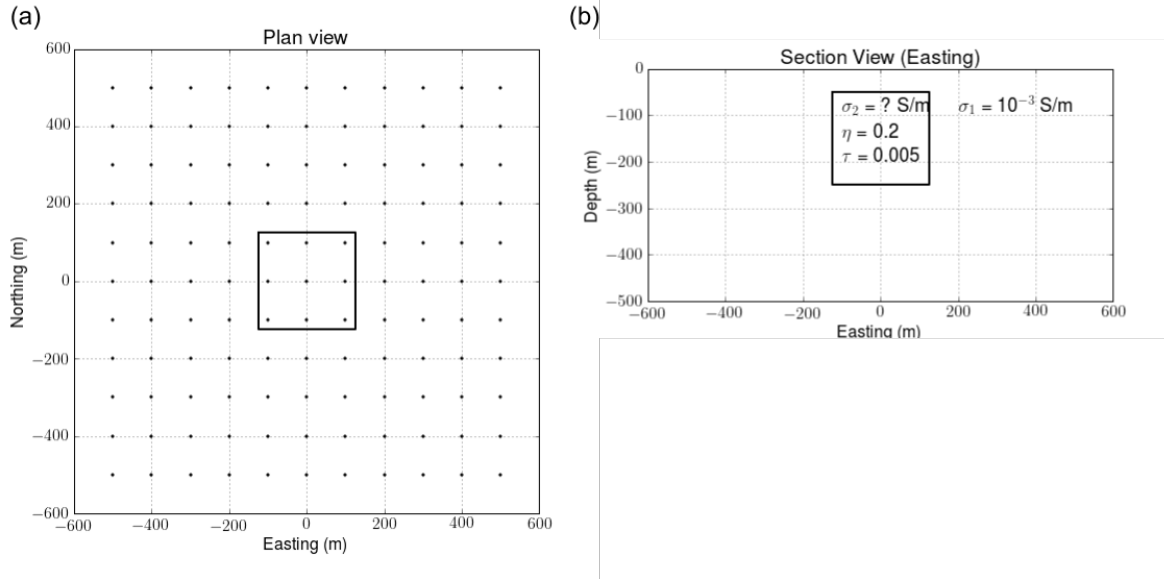 (a)
Plan view
600
400
200
0
−200
−400
−600
Northing (m)
−600
−400
−200
0
200
400
600
Easting (m)
(b)
Section View (Easting)
0
−100
−200
−300
−400
−500
Depth (m)
σ₂ = ? S/m
η = 0.2
τ = 0.005
σ₁ = 10⁻³ S/m
−600
−400
−200
0
200
400
600
Easting (m)